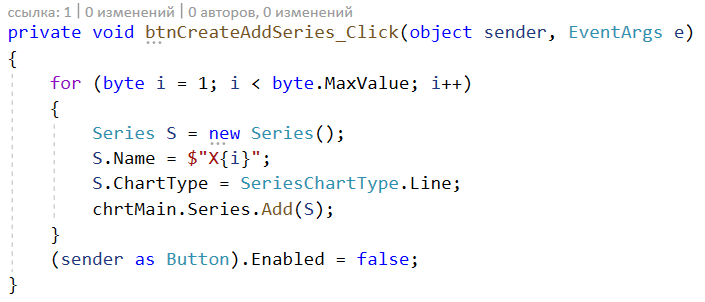 ссылка: 1 | 0 изменений | 0 авторов, 0 изменений
private void btnCreateAddSeries_Click(object sender, EventArgs e)
{
    for (byte i = 1; i < byte.MaxValue; i++)
    {
        Series S = new Series();
        S.Name = $"X{i}";
        S.ChartType = SeriesChartType.Line;
        chrtMain.Series.Add(S);
    }
    (sender as Button).Enabled = false;
}